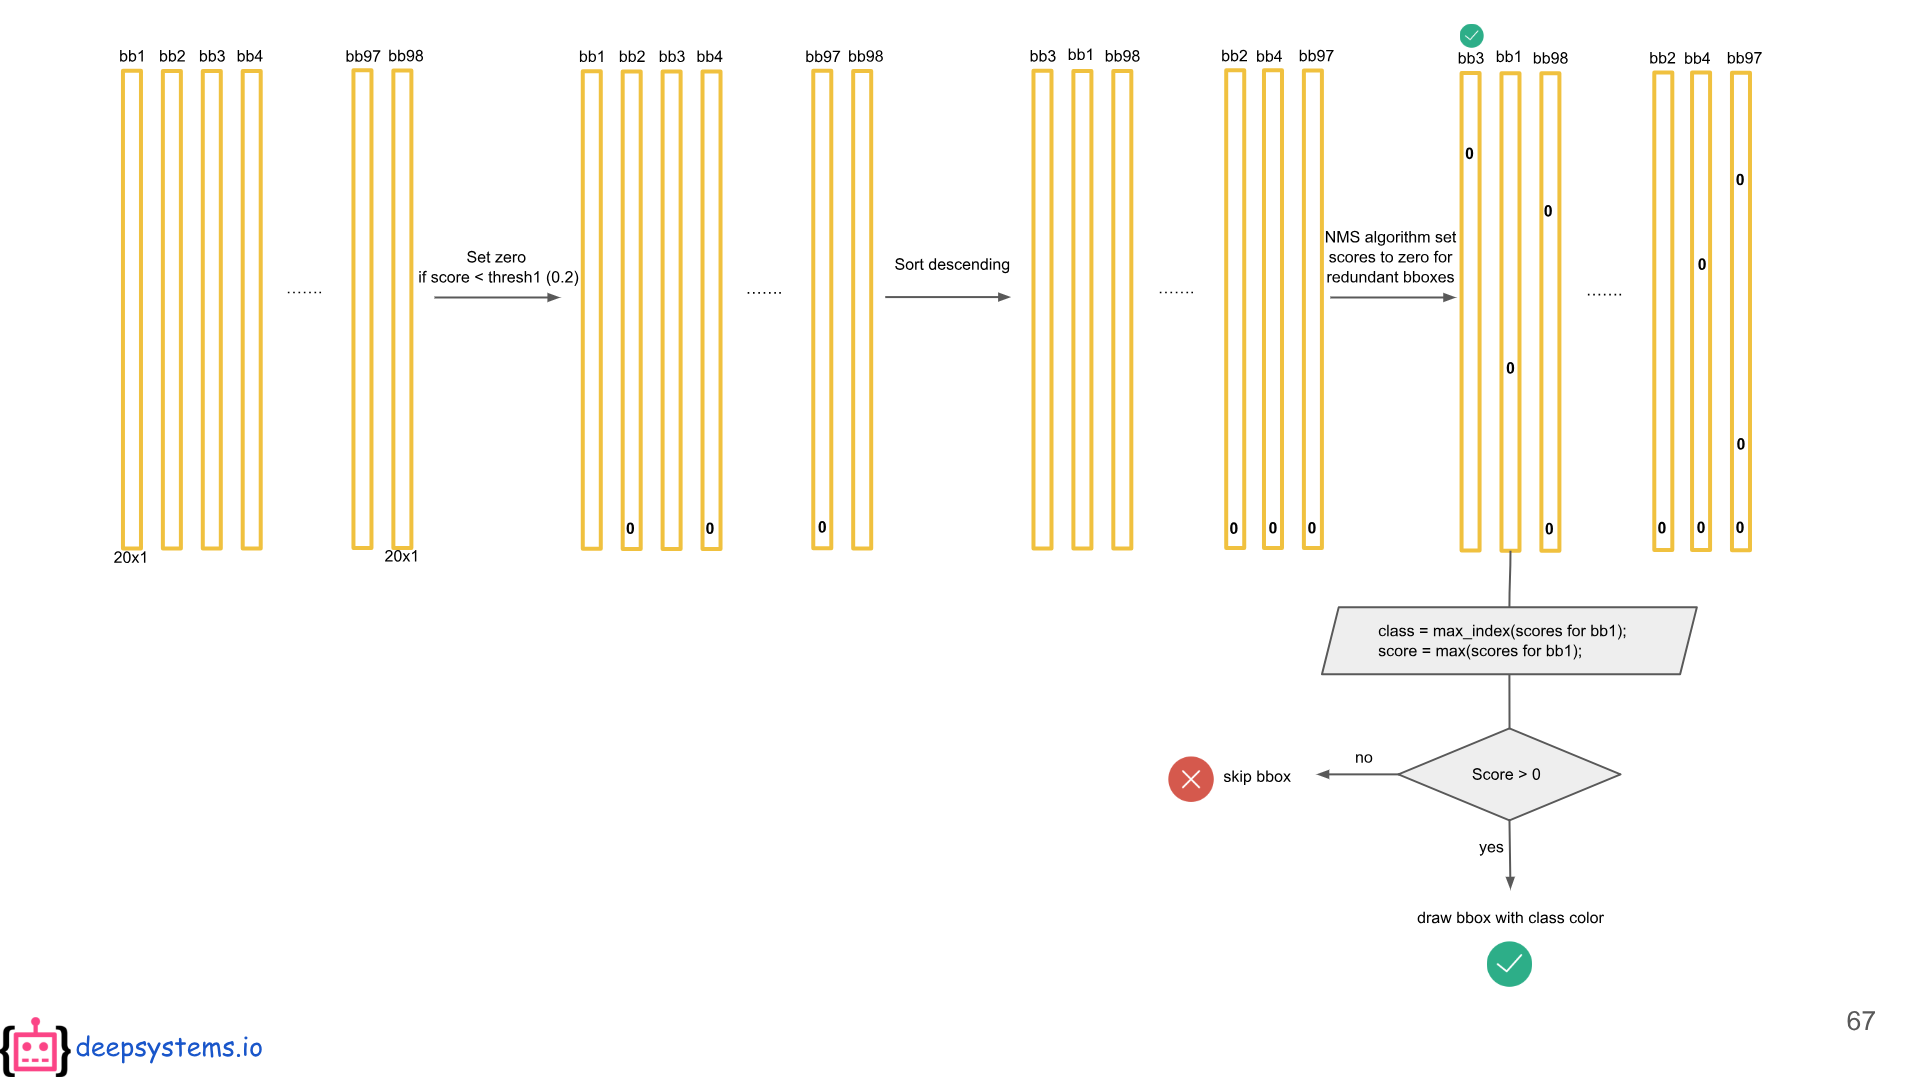 bb1 bb2 bb3 bb4 bb97 bb98
20x1 20x1
.......
Set zero
if score < thresh1 (0.2)
bb1 bb2 bb3 bb4 bb97 bb98
.......
0 0 0
Sort descending
bb3 bb1 bb98 bb2 bb4 bb97
.......
0 0 0
NMS algorithm set
scores to zero for
redundant bboxes
bb3 bb1 bb98 bb2 bb4 bb97
0
0
0
0
.......
0
0
0 0 0 0
class = max_index(scores for bb1);
score = max(scores for bb1);
Score > 0
no
skip bbox
yes
draw bbox with class color
{ } deepsystems.io
67